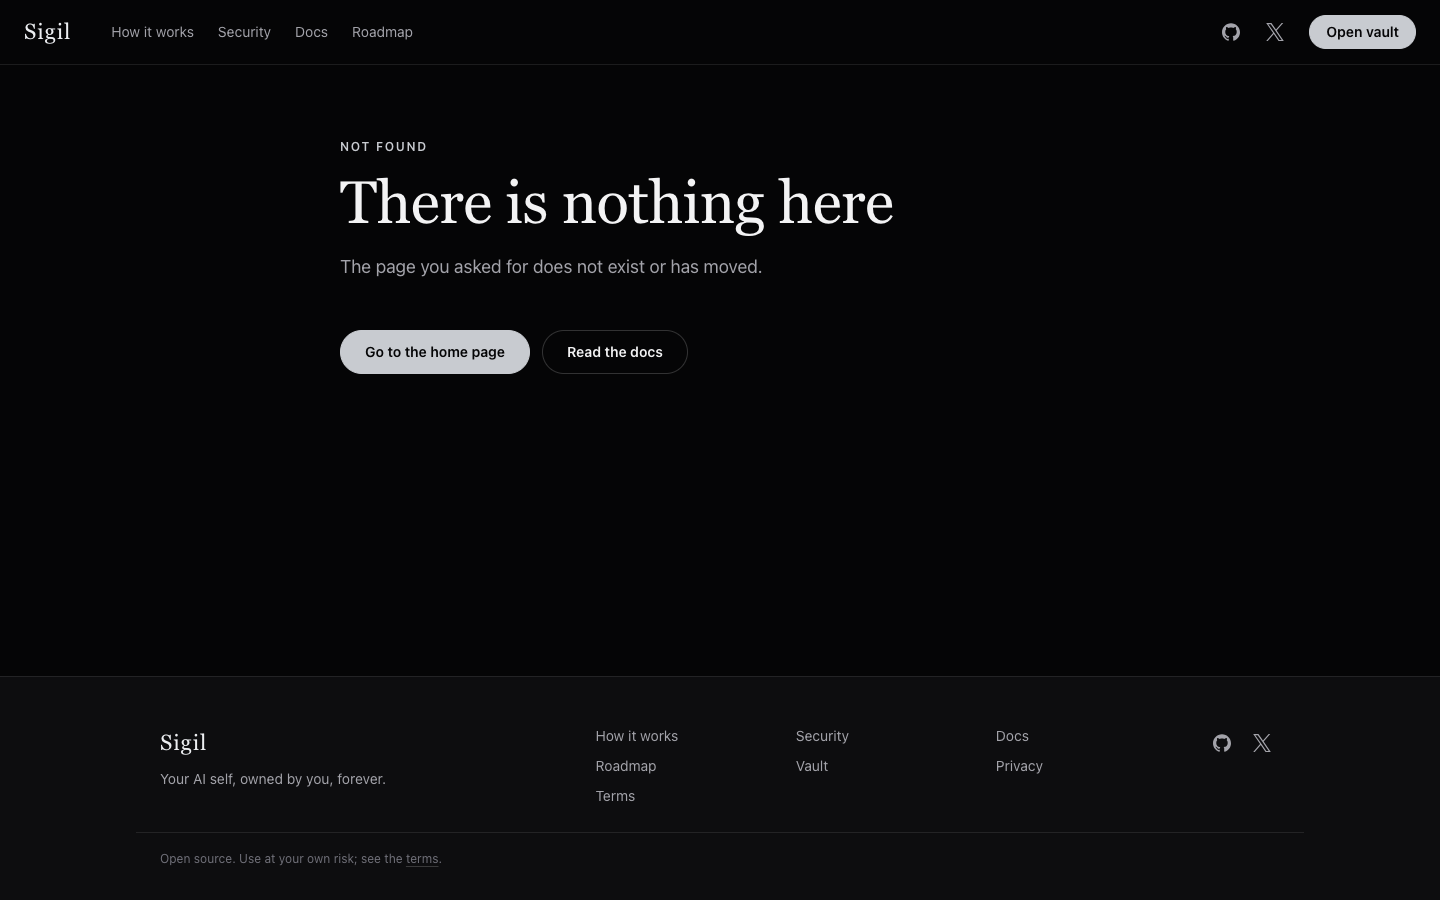 Sigil How it works Security Docs Roadmap Open vault
NOT FOUND
There is nothing here
The page you asked for does not exist or has moved.
Go to the home page Read the docs
Sigil
Your AI self, owned by you, forever.
How it works Security Docs
Roadmap Vault Privacy
Terms
Open source. Use at your own risk; see the terms.